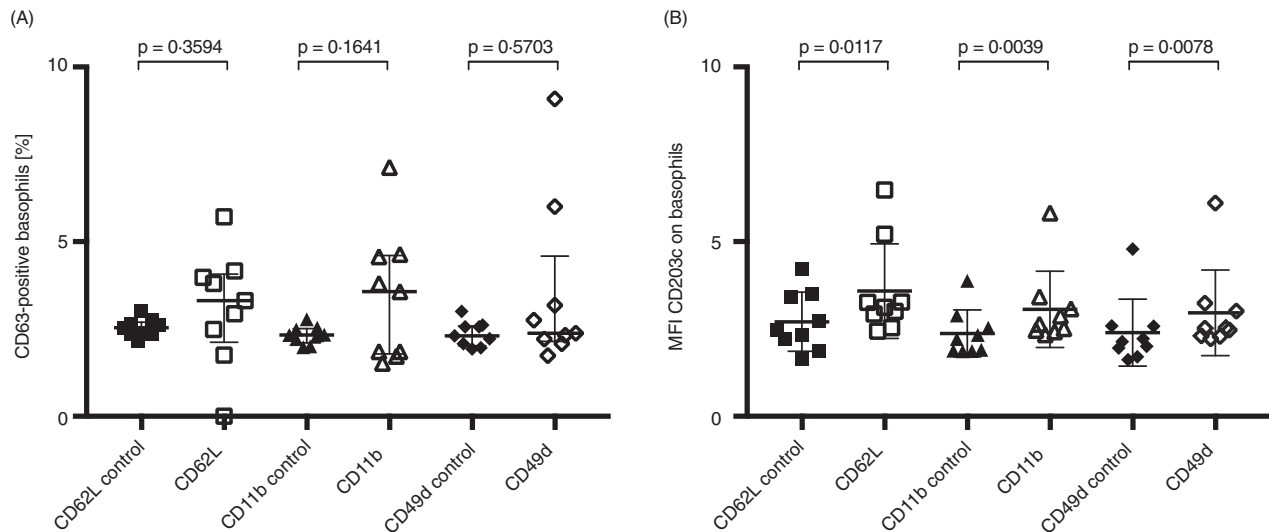 (A)
p = 0·3594
p = 0·1641
p = 0·5703
10
5
0
CD63-positive basophils [%]
CD62L control
CD62L
CD11b control
CD11b
CD49d control
CD49d
(B)
p = 0·0117
p = 0·0039
p = 0·0078
10
5
0
MFI CD203c on basophils
CD62L control
CD62L
CD11b control
CD11b
CD49d control
CD49d